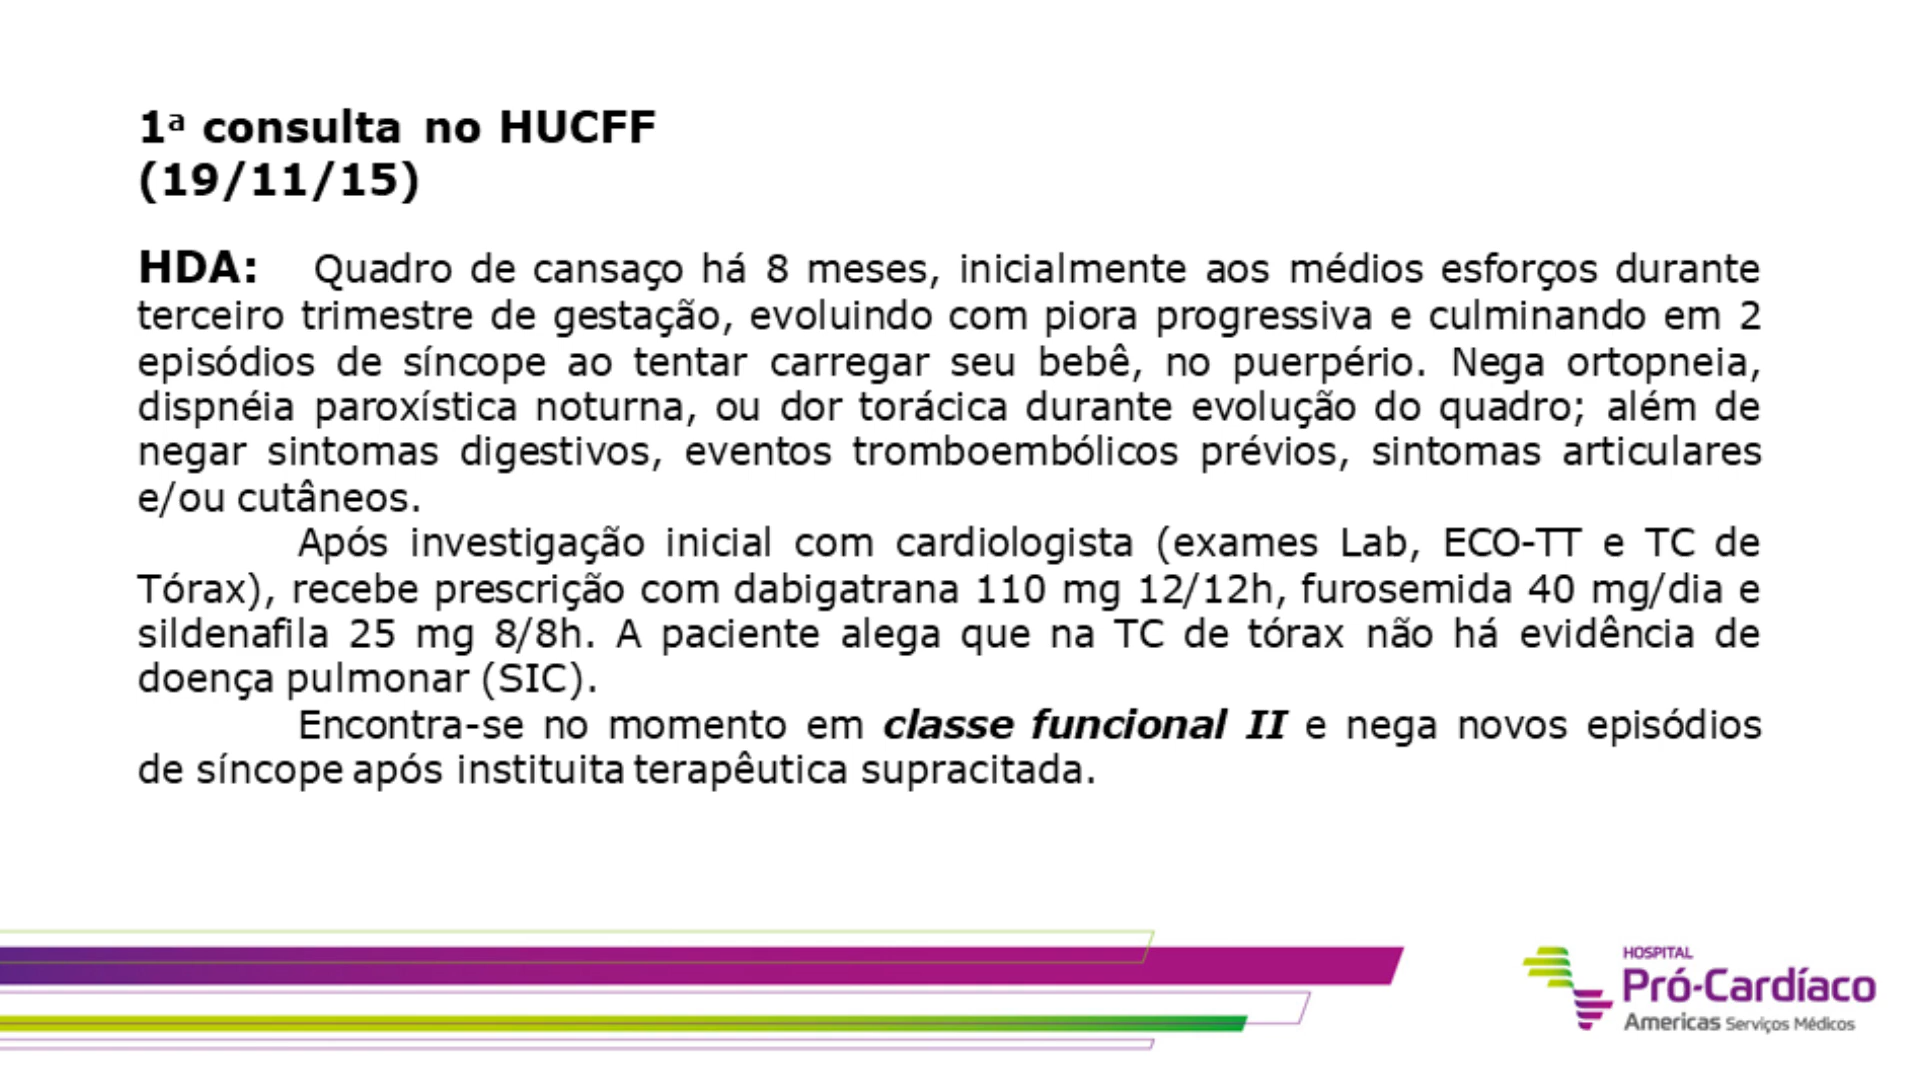 1ª consulta no HUCFF
(19/11/15)
HDA: Quadro de cansaço há 8 meses, inicialmente aos médios esforços durante
terceiro trimestre de gestação, evoluindo com piora progressiva e culminando em 2
episódios de síncope ao tentar carregar seu bebê, no puerpério. Nega ortopneia,
dispnéia paroxística noturna, ou dor torácica durante evolução do quadro; além de
negar sintomas digestivos, eventos tromboembólicos prévios, sintomas articulares
e/ou cutâneos.
Após investigação inicial com cardiologista (exames Lab, ECO-TT e TC de
Tórax), recebe prescrição com dabigatrana 110 mg 12/12h, furosemida 40 mg/dia e
sildenafila 25 mg 8/8h. A paciente alega que na TC de tórax não há evidência de
doença pulmonar (SIC).
Encontra-se no momento em classe funcional II e nega novos episódios
de síncope após instituita terapêutica supracitada.
HOSPITAL
Pró-Cardíaco
Americas Serviços Médicos